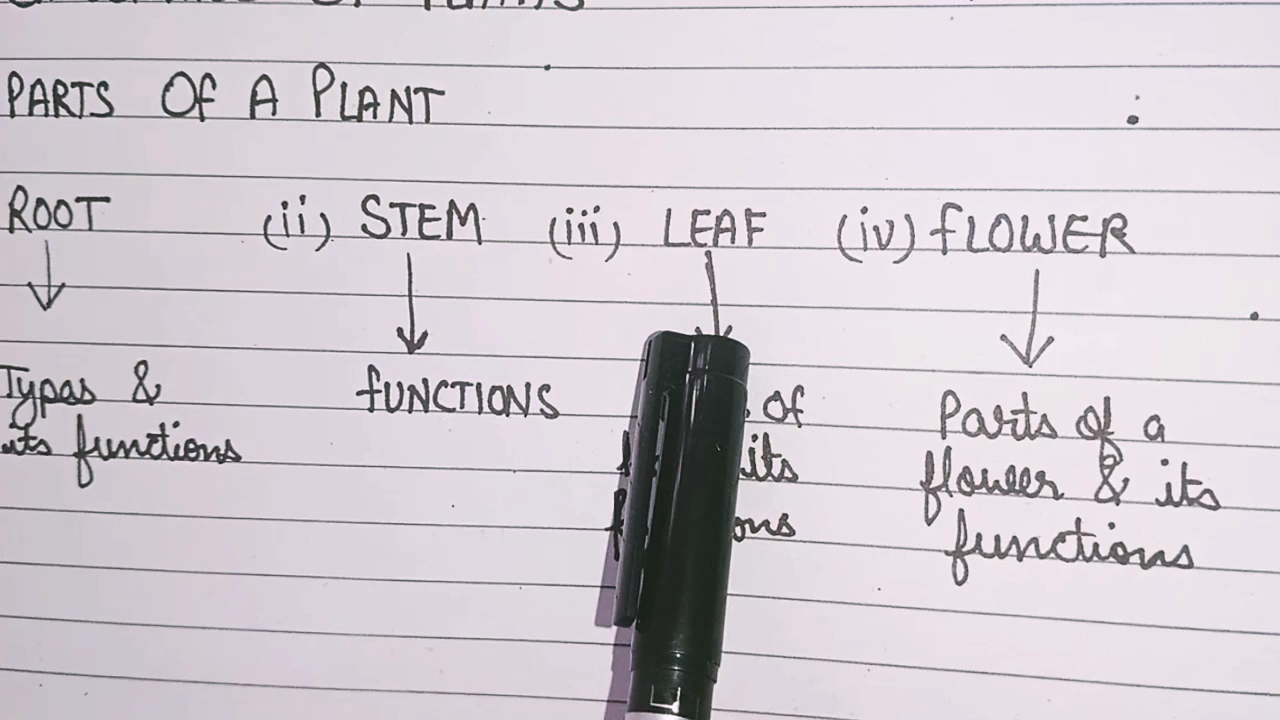 PARTS OF A PLANT
ROOT (ii) STEM (iii) LEAF (iv) FLOWER
Types & FUNCTIONS of Parts of a
its functions its flower & its
functions